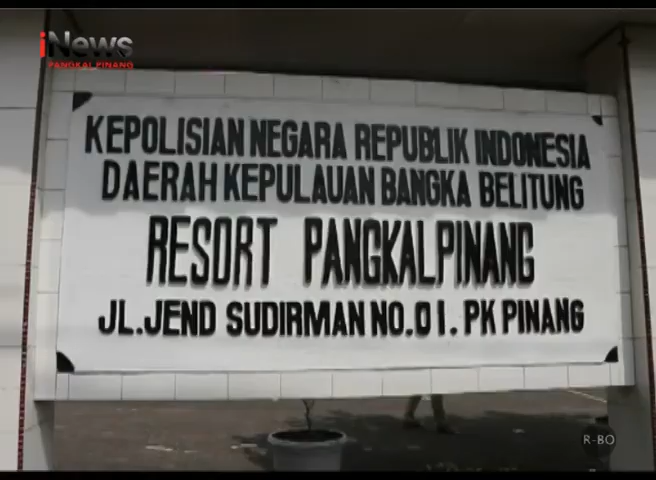 iNews
PANGKALPINANG
KEPOLISIAN NEGARA REPUBLIK INDONESIA
DAERAH KEPULAUAN BANGKA BELITUNG
RESORT PANGKALPINANG
JL.JEND SUDIRMAN NO.01. PK PINANG
R-BO